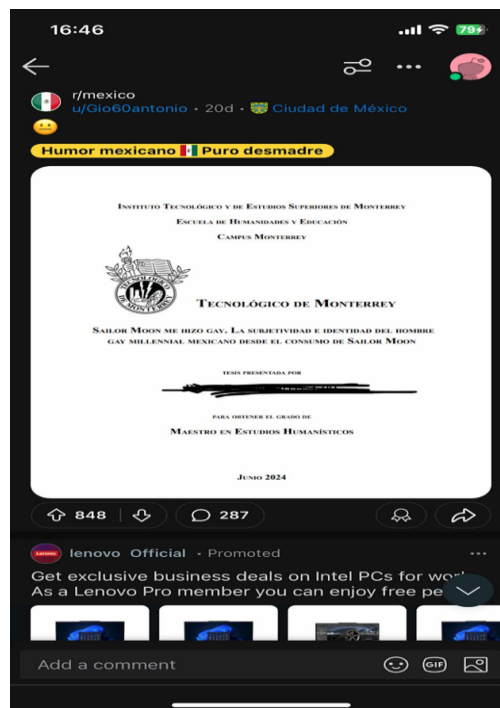 16:46
79
r/mexico
u/Gio60antonio · 20d · Ciudad de México
Humor mexicano Puro desmadre
Instituto Tecnológico y de Estudios Superiores de Monterrey
Escuela de Humanidades y Educación
Campus Monterrey
TECNOLOGICO
DE MONTERREY
Tecnológico de Monterrey
Sailor Moon me hizo gay. La subjetividad e identidad del hombre
gay millennial mexicano desde el consumo de Sailor Moon
tesis presentada por
para obtener el grado de
Maestro en Estudios Humanísticos
Junio 2024
848
287
Lenovo
lenovo Official · Promoted
Get exclusive business deals on Intel PCs for
As a Lenovo Pro member you can enjoy free
Add a comment
GIF